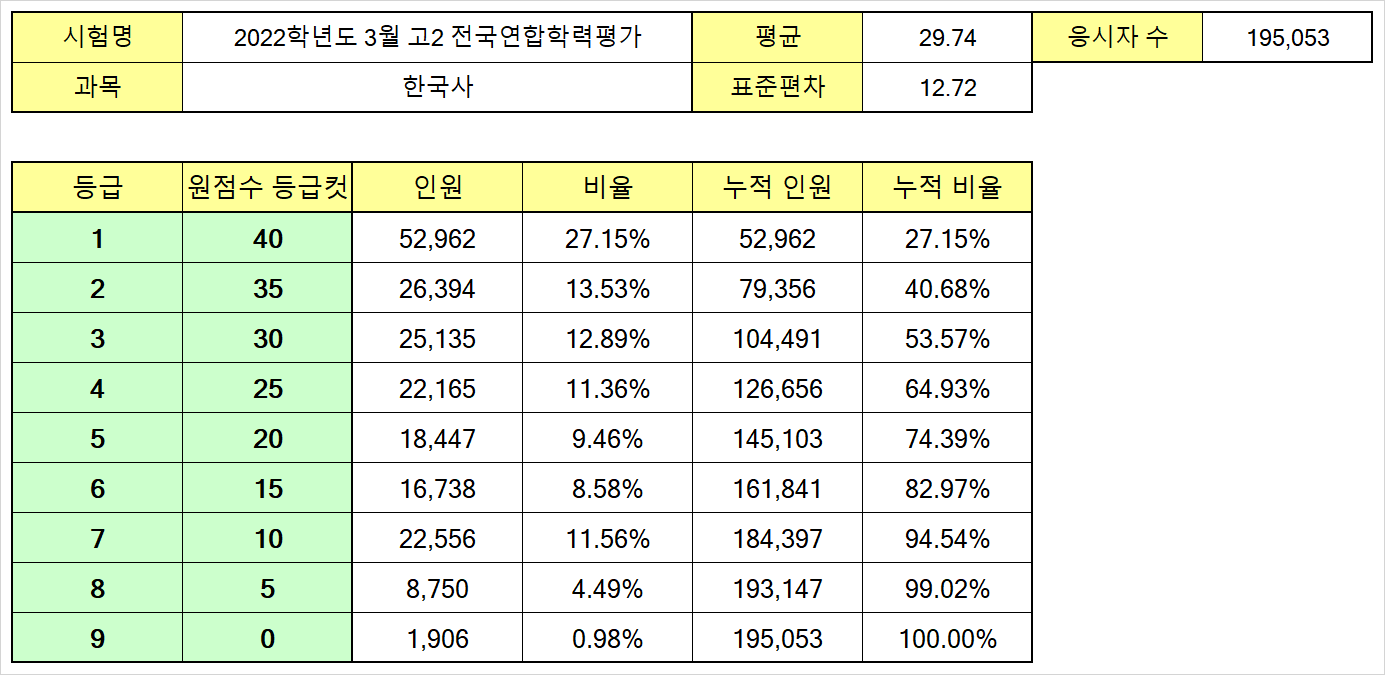 시험명 2022학년도 3월 고2 전국연합학력평가 평균 29.74 응시자 수 195,053
과목 한국사 표준편차 12.72
등급 원점수 등급컷 인원 비율 누적 인원 누적 비율
1 40 52,962 27.15% 52,962 27.15%
2 35 26,394 13.53% 79,356 40.68%
3 30 25,135 12.89% 104,491 53.57%
4 25 22,165 11.36% 126,656 64.93%
5 20 18,447 9.46% 145,103 74.39%
6 15 16,738 8.58% 161,841 82.97%
7 10 22,556 11.56% 184,397 94.54%
8 5 8,750 4.49% 193,147 99.02%
9 0 1,906 0.98% 195,053 100.00%